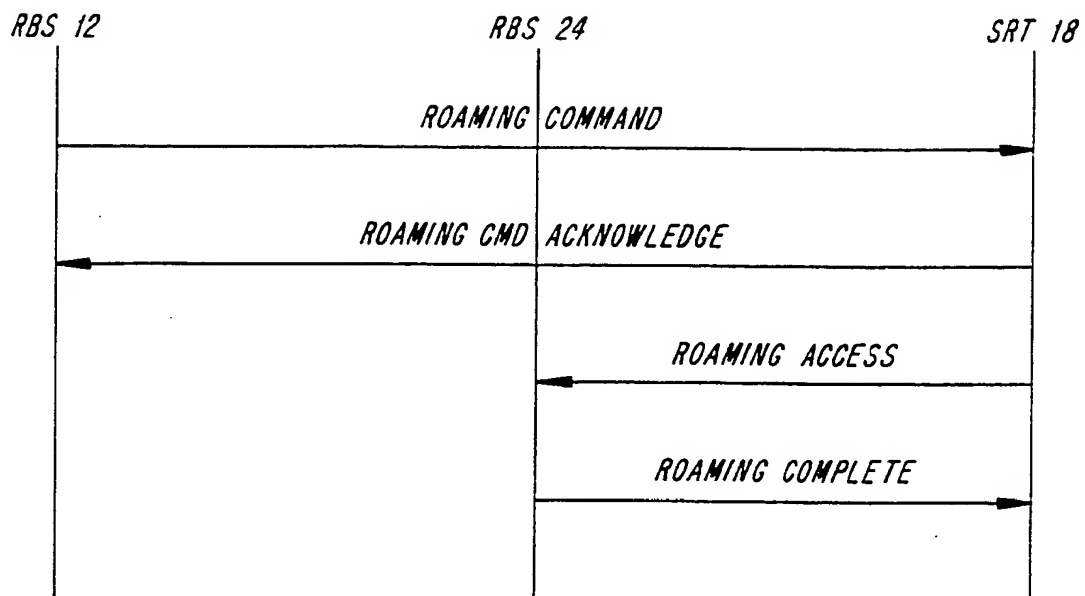 RBS 12 RBS 24 SRT 18
ROAMING COMMAND
ROAMING CMD ACKNOWLEDGE
ROAMING ACCESS
ROAMING COMPLETE